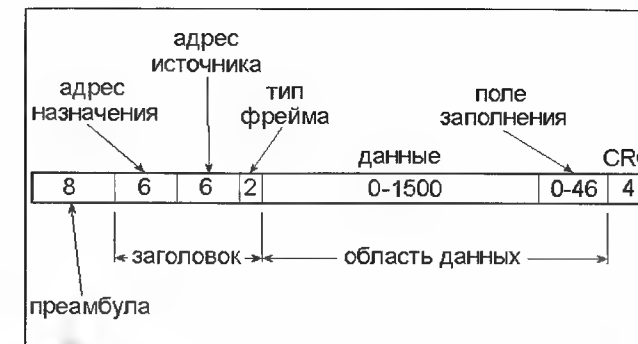 адрес
источника
адрес
назначения
тип
фрейма
поле
заполнения
данные
CRC
8
6
6
2
0-1500
0-46
4
заголовок
область данных
преамбула